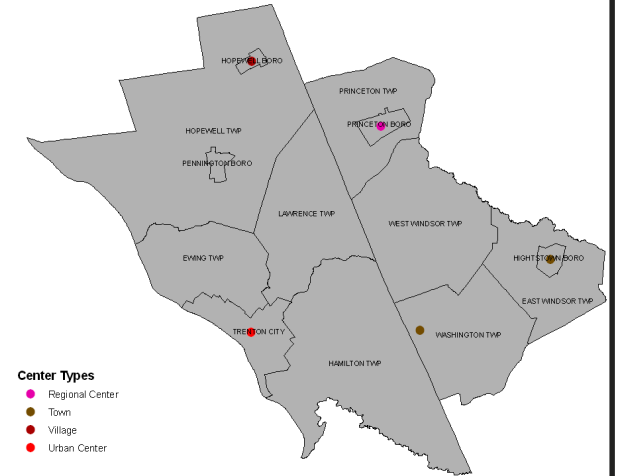 HOPEWELL BORO
PRINCETON TWP
PRINCETON BORO
HOPEWELL TWP
PENNINGTON BORO
LAWRENCE TWP
WEST WINDSOR TWP
EWING TWP
HIGHTSTOWN BORO
EAST WINDSOR TWP
TRENTON CITY
WASHINGTON TWP
HAMILTON TWP
Center Types
Regional Center
Town
Village
Urban Center